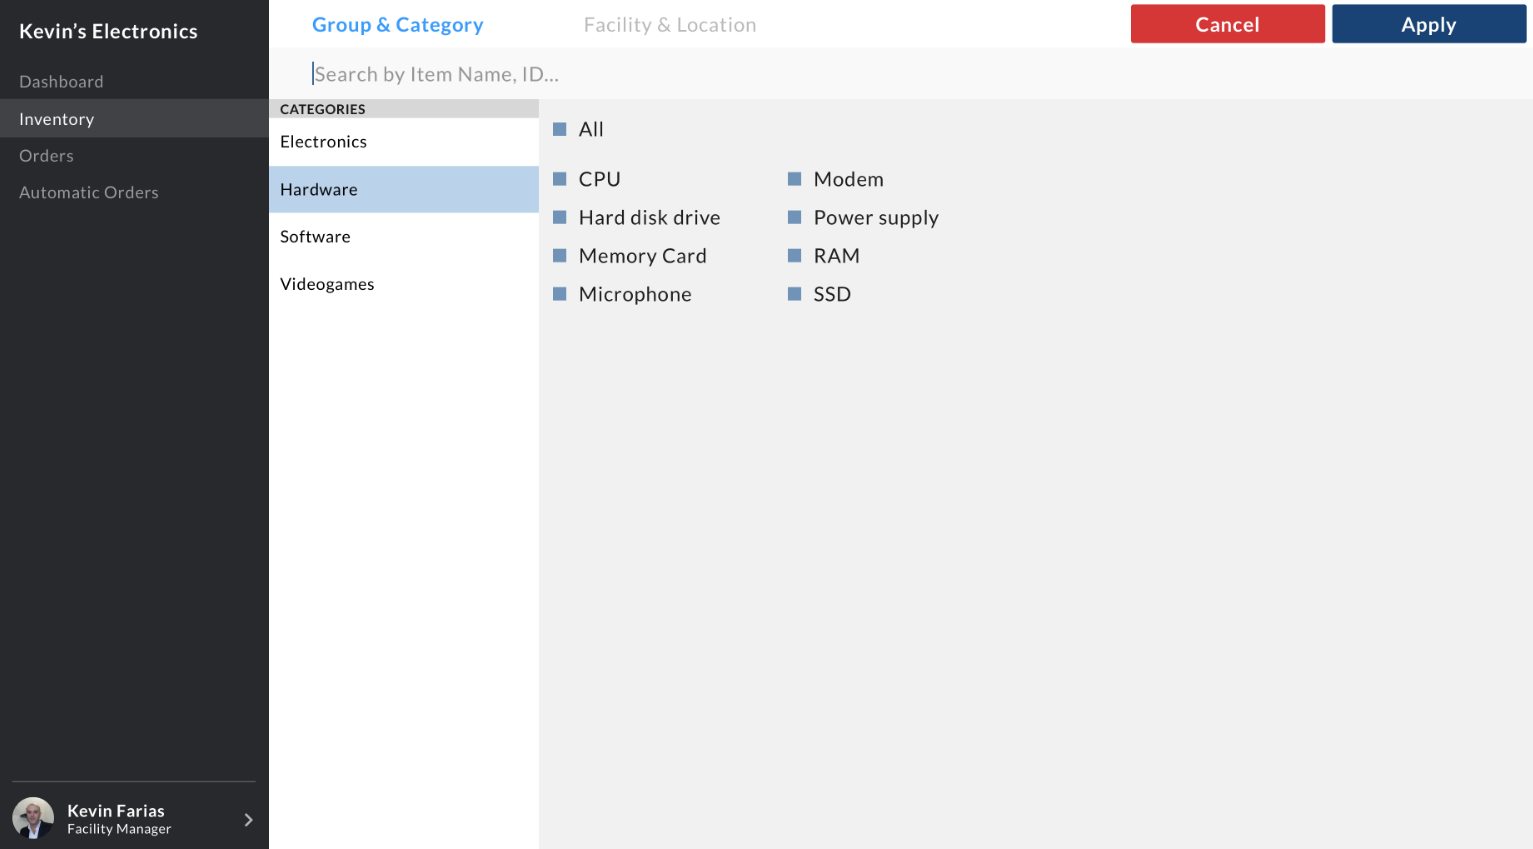 Kevin’s Electronics
Dashboard
Inventory
Orders
Automatic Orders
Kevin Farias
Facility Manager
Group & Category
Facility & Location
Cancel
Apply
Search by Item Name, ID...
CATEGORIES
Electronics
Hardware
Software
Videogames
All
CPU
Hard disk drive
Memory Card
Microphone
Modem
Power supply
RAM
SSD